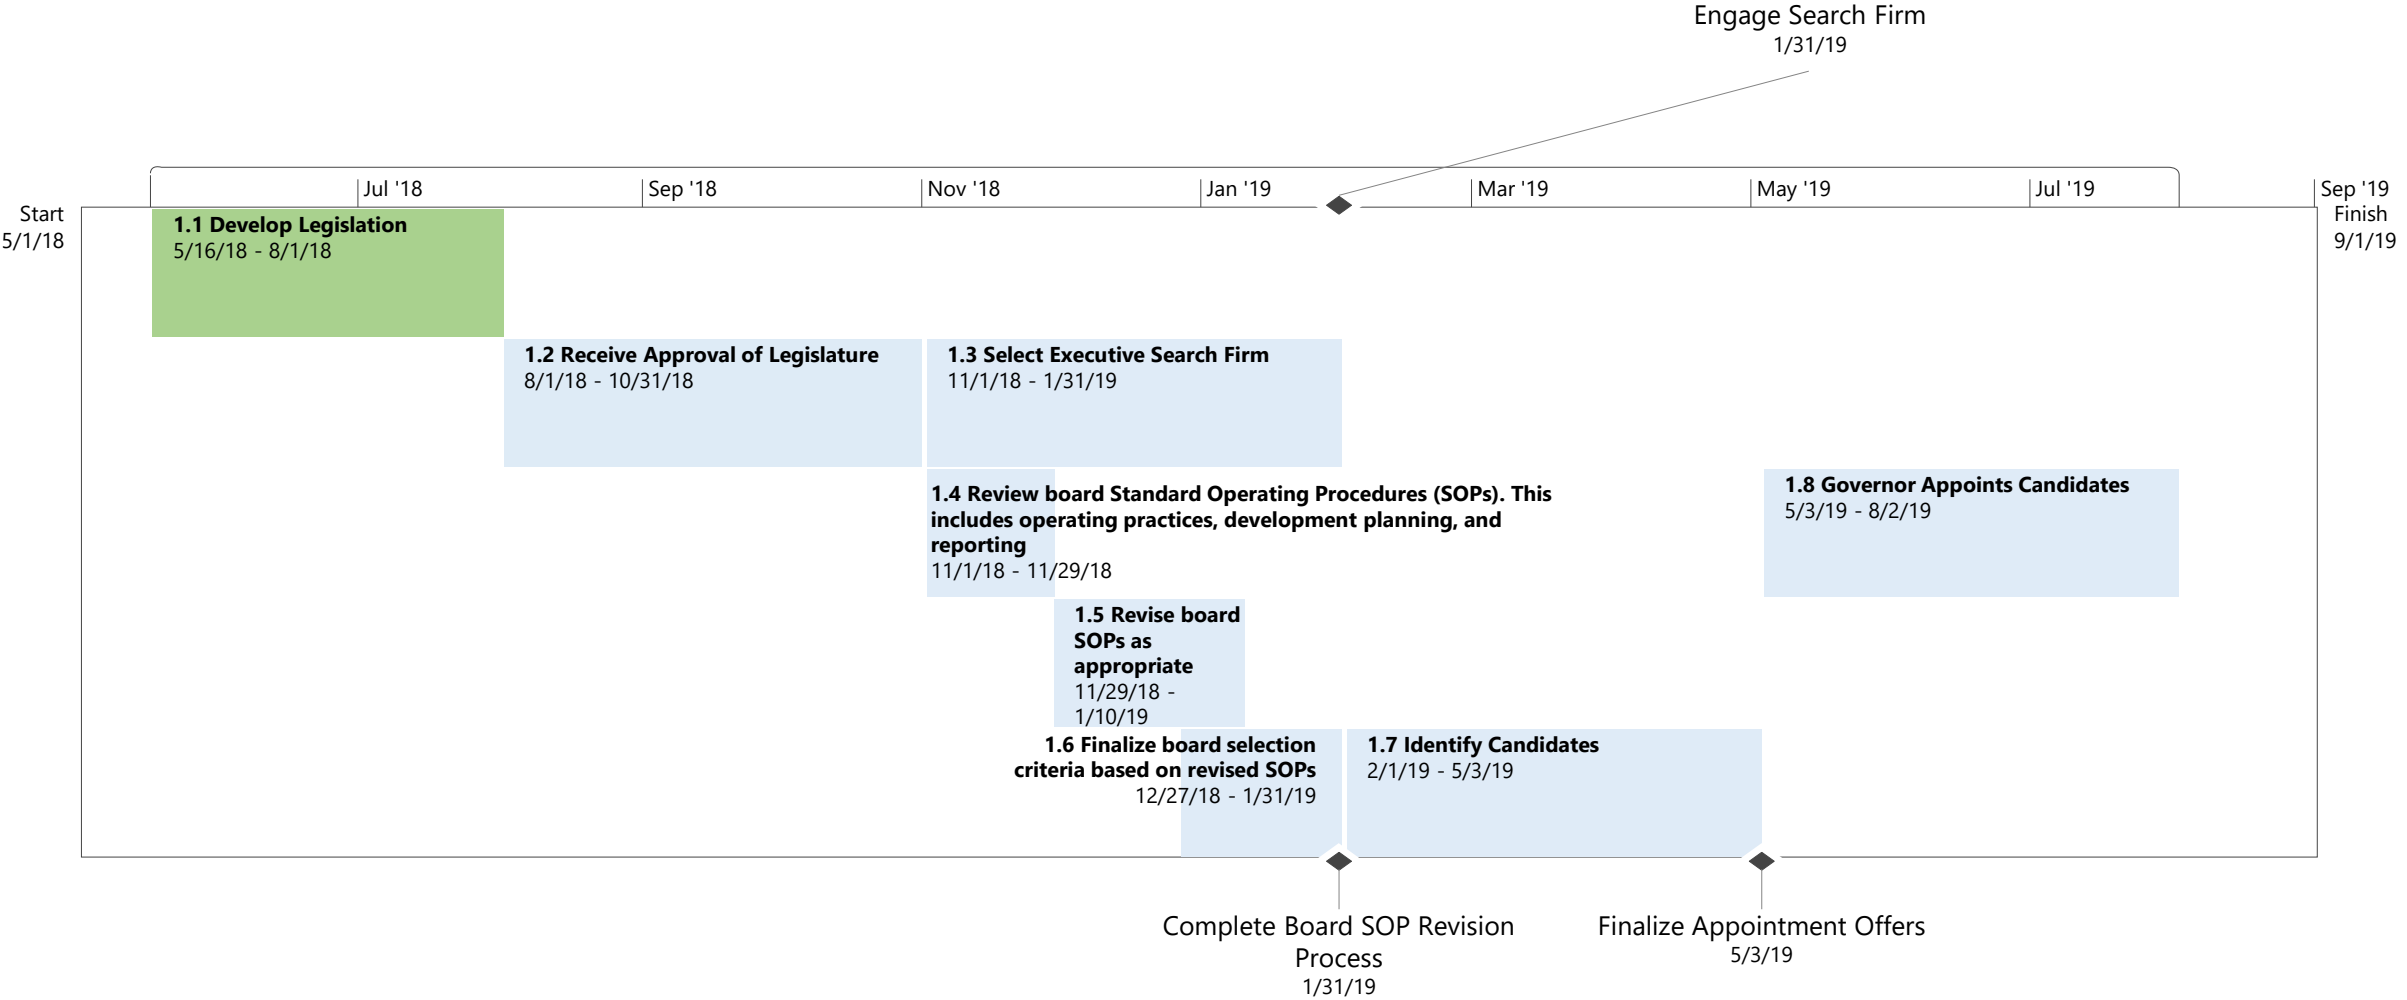 Engage Search Firm
1/31/19
Jul '18
Sep '18
Nov '18
Jan '19
Mar '19
May '19
Jul '19
Sep '19
Start
5/1/18
Finish
9/1/19
1.1 Develop Legislation
5/16/18 - 8/1/18
1.2 Receive Approval of Legislature
8/1/18 - 10/31/18
1.3 Select Executive Search Firm
11/1/18 - 1/31/19
1.4 Review board Standard Operating Procedures (SOPs). This
includes operating practices, development planning, and
reporting
11/1/18 - 11/29/18
1.8 Governor Appoints Candidates
5/3/19 - 8/2/19
1.5 Revise board
SOPs as
appropriate
11/29/18 -
1/10/19
1.6 Finalize board selection
criteria based on revised SOPs
12/27/18 - 1/31/19
1.7 Identify Candidates
2/1/19 - 5/3/19
Complete Board SOP Revision
Process
1/31/19
Finalize Appointment Offers
5/3/19